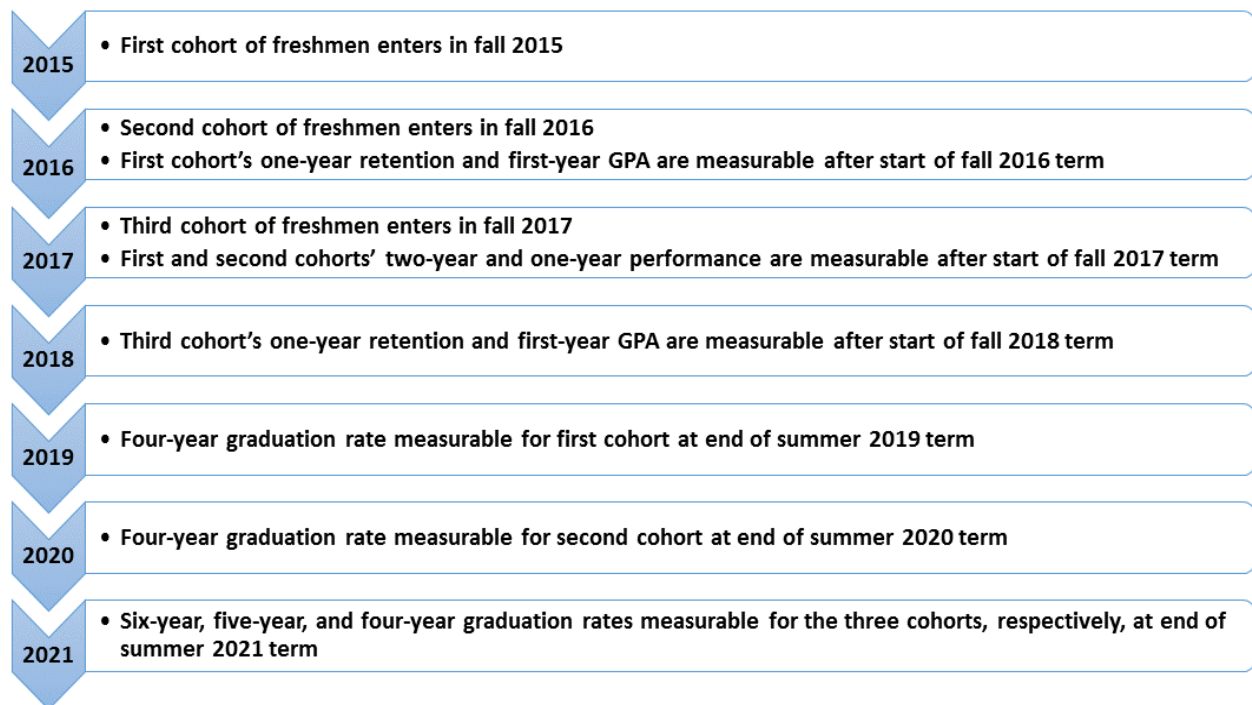 2015
• First cohort of freshmen enters in fall 2015
2016
• Second cohort of freshmen enters in fall 2016
• First cohort’s one-year retention and first-year GPA are measurable after start of fall 2016 term
2017
• Third cohort of freshmen enters in fall 2017
• First and second cohorts’ two-year and one-year performance are measurable after start of fall 2017 term
2018
• Third cohort’s one-year retention and first-year GPA are measurable after start of fall 2018 term
2019
• Four-year graduation rate measurable for first cohort at end of summer 2019 term
2020
• Four-year graduation rate measurable for second cohort at end of summer 2020 term
2021
• Six-year, five-year, and four-year graduation rates measurable for the three cohorts, respectively, at end of
summer 2021 term